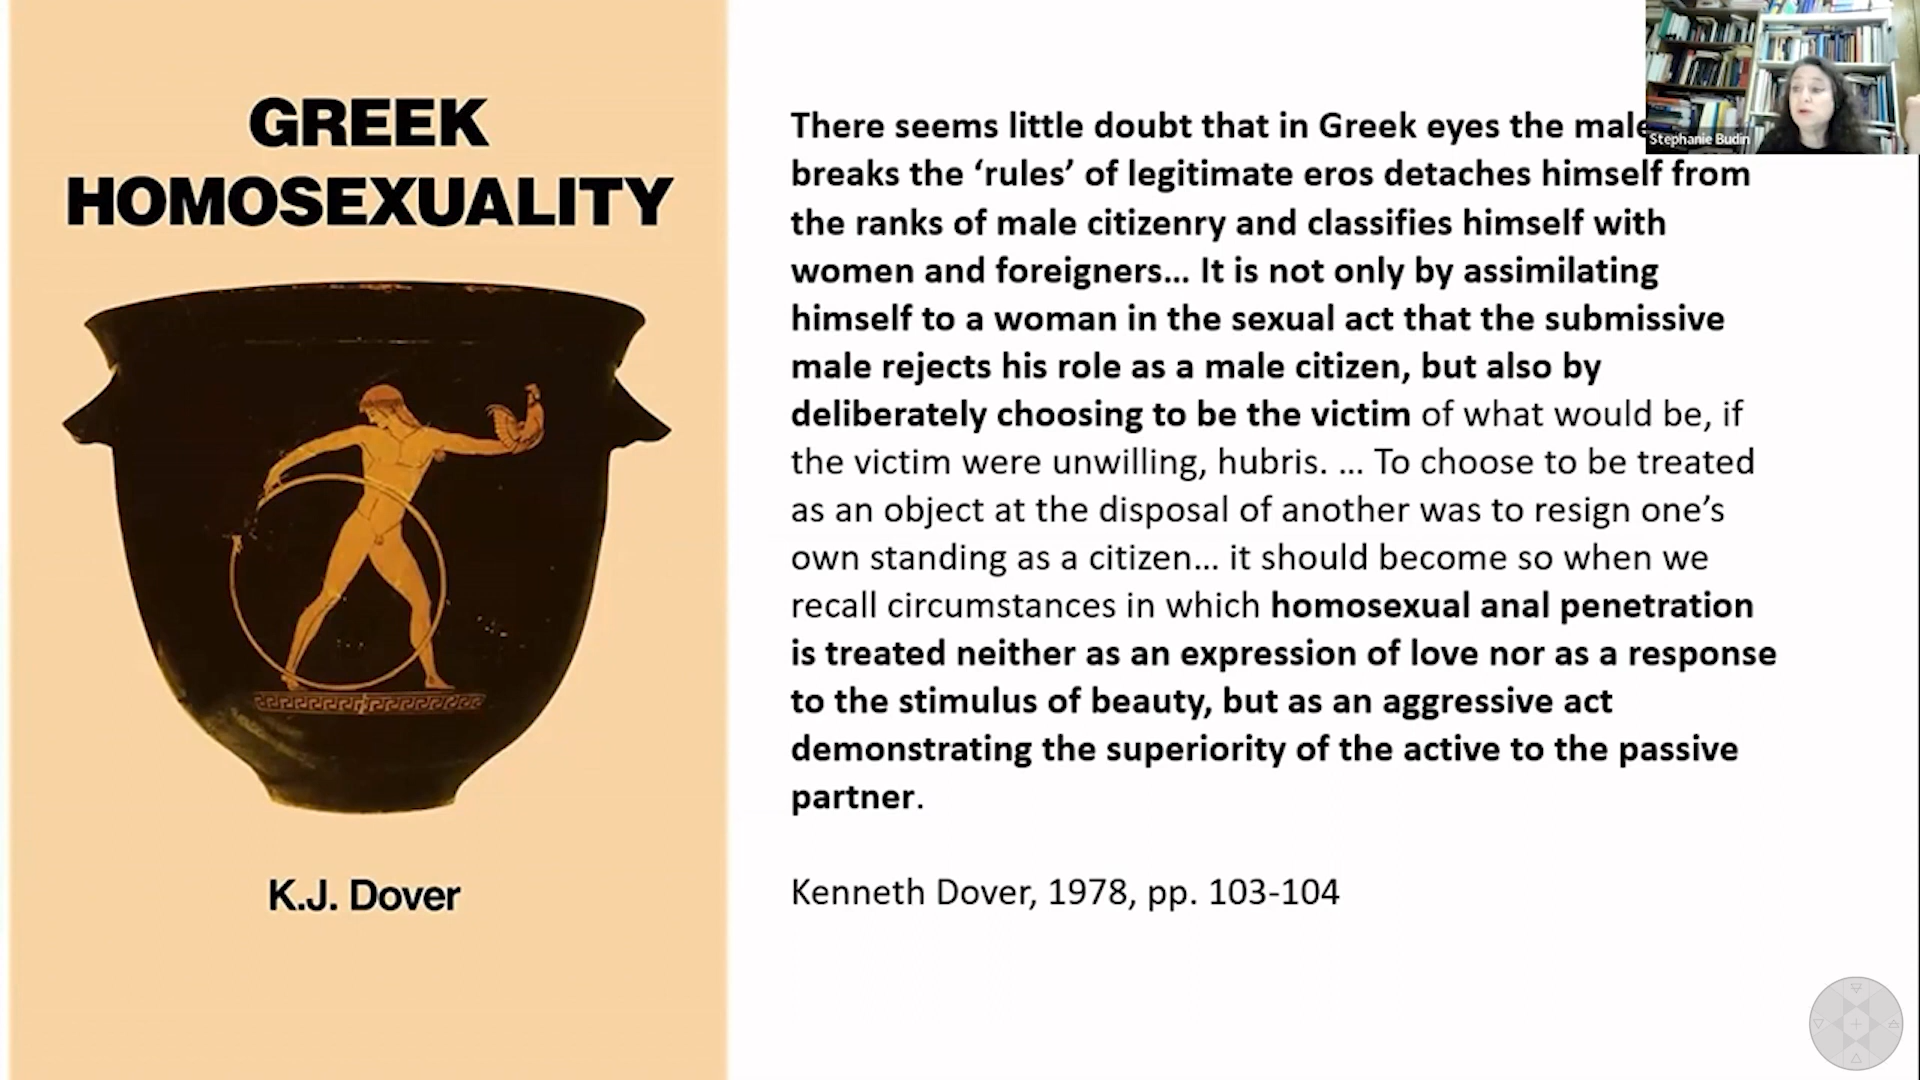 GREEK
HOMOSEXUALITY
K.J. Dover
There seems little doubt that in Greek eyes the male
breaks the ‘rules’ of legitimate eros detaches himself from
the ranks of male citizenry and classifies himself with
women and foreigners... It is not only by assimilating
himself to a woman in the sexual act that the submissive
male rejects his role as a male citizen, but also by
deliberately choosing to be the victim of what would be, if
the victim were unwilling, hubris. ... To choose to be treated
as an object at the disposal of another was to resign one’s
own standing as a citizen... it should become so when we
recall circumstances in which homosexual anal penetration
is treated neither as an expression of love nor as a response
to the stimulus of beauty, but as an aggressive act
demonstrating the superiority of the active to the passive
partner.
Kenneth Dover, 1978, pp. 103-104
Stephanie Budin